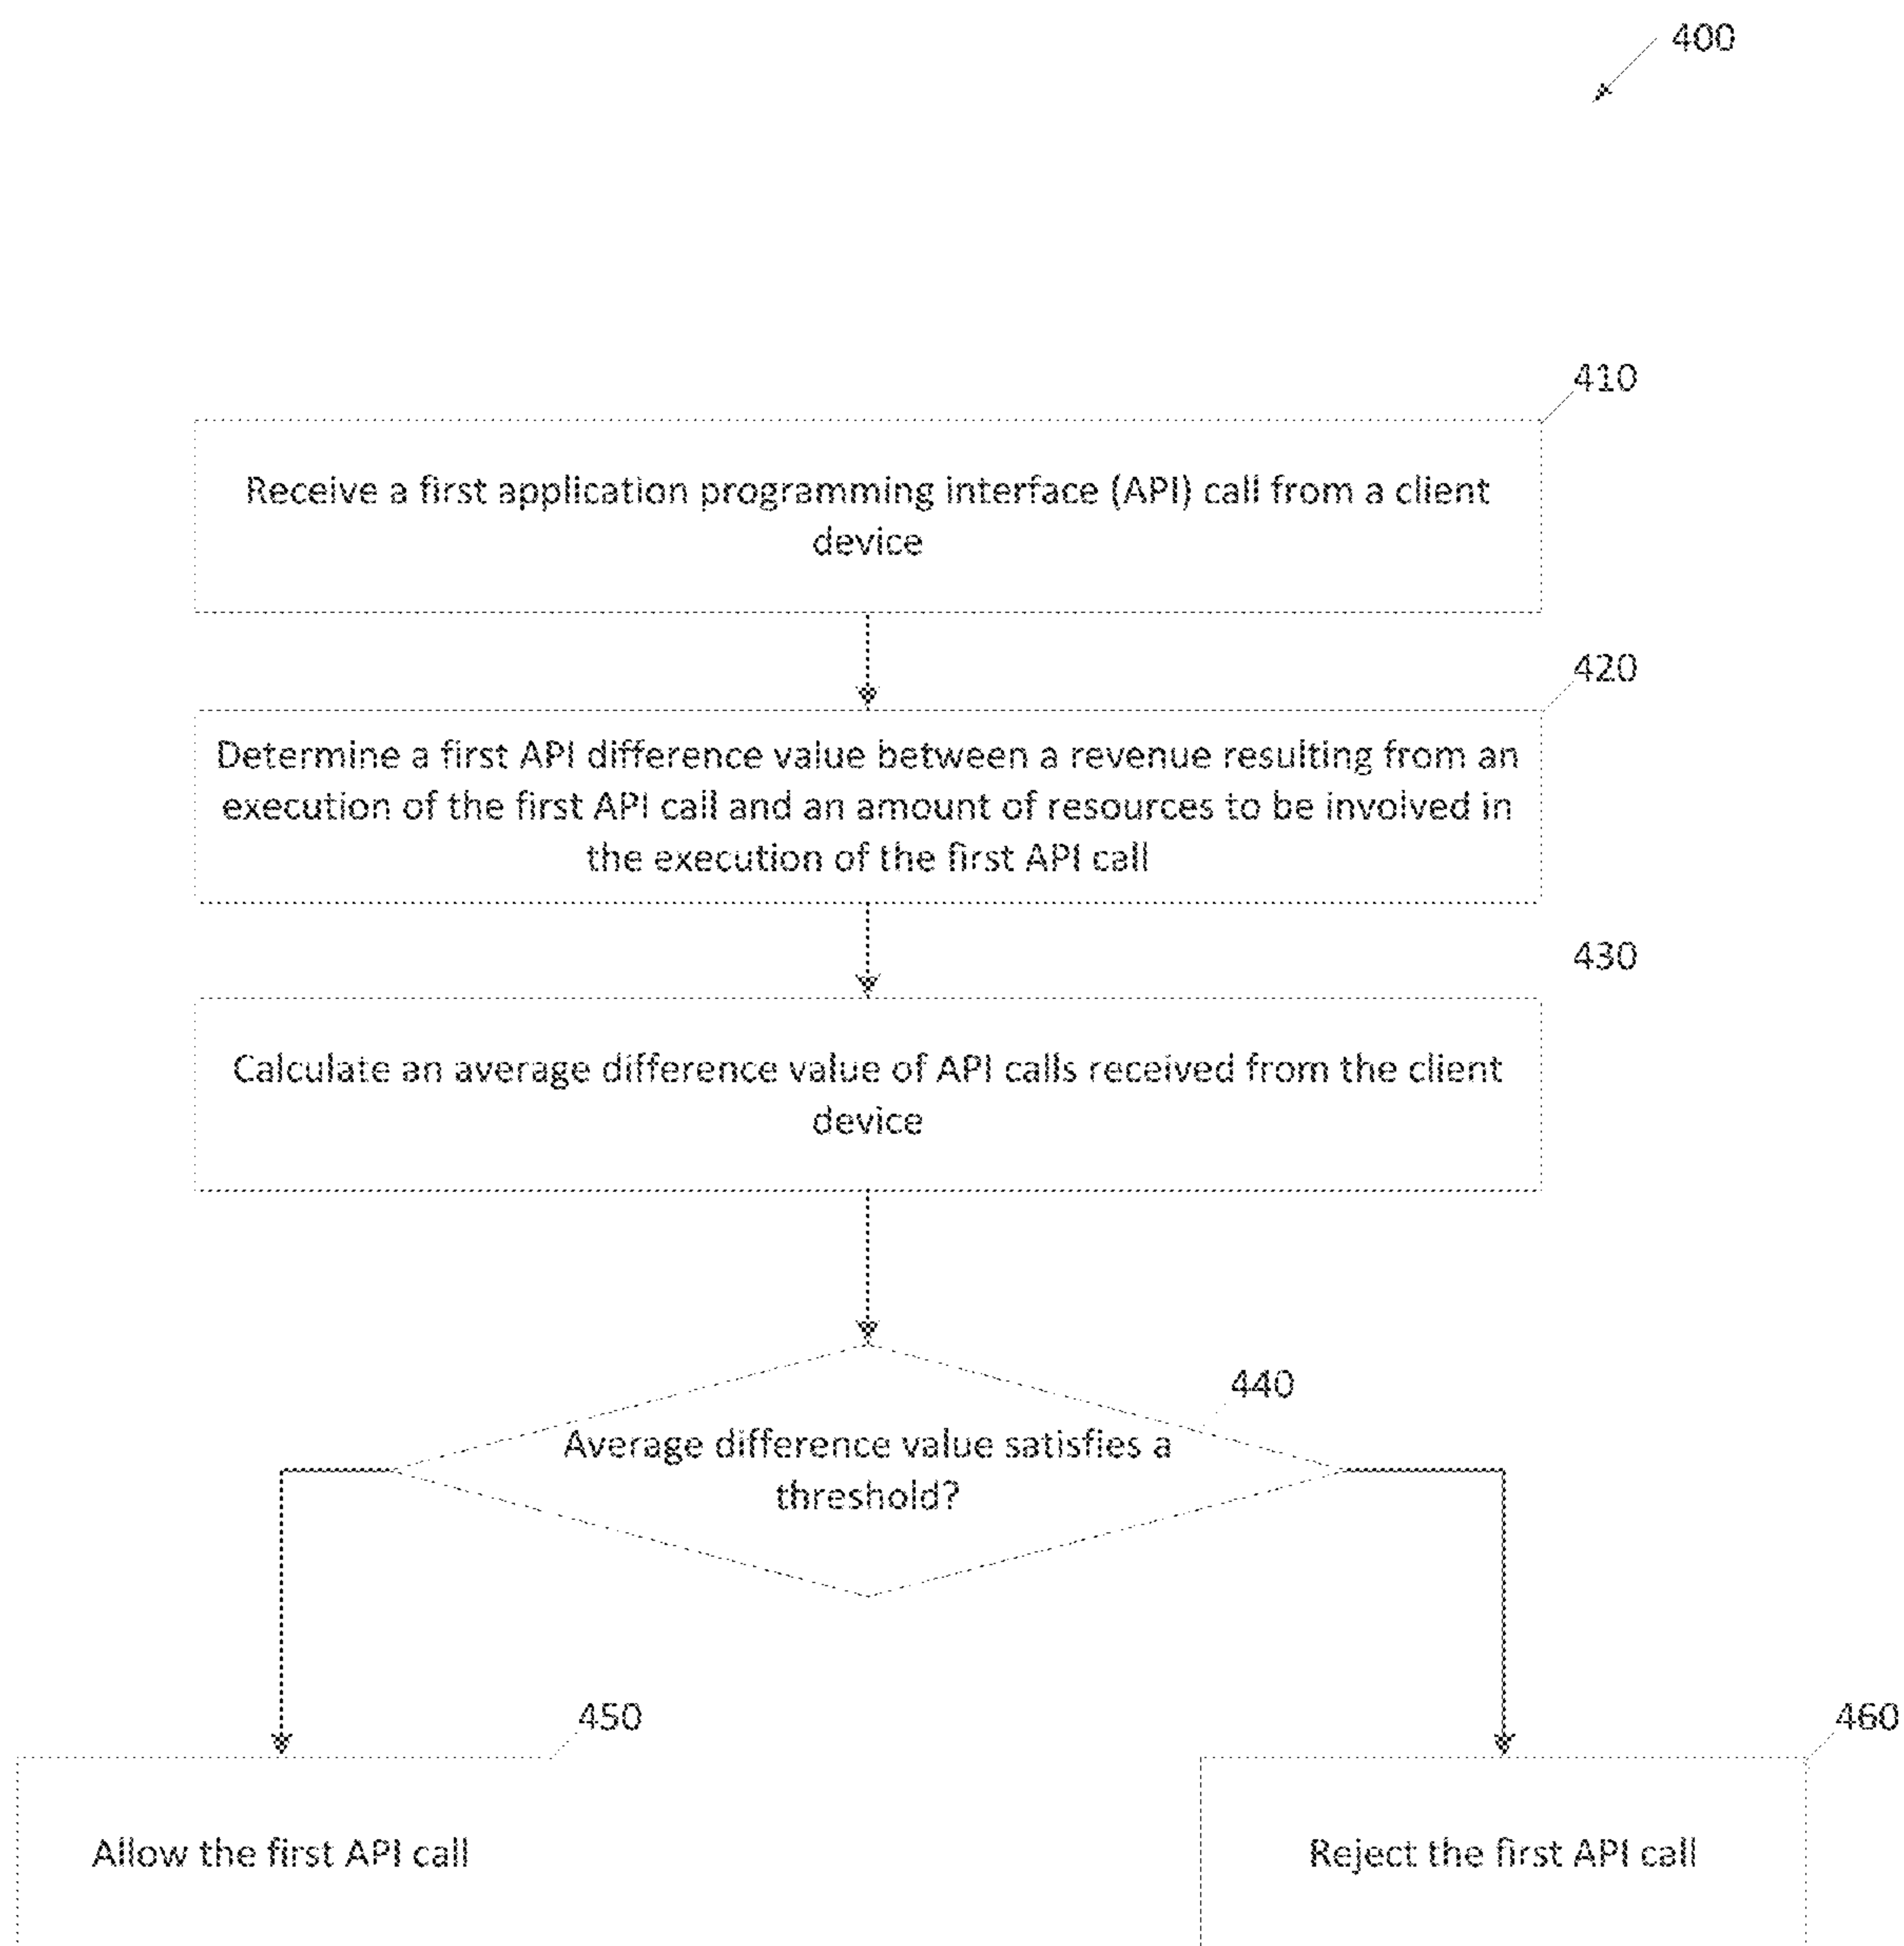 400
410
Receive a first application programming interface (API) call from a client
device
420
Determine a first API difference value between a revenue resulting from an
execution of the first API call and an amount of resources to be involved in
the execution of the first API call
430
Calculate an average difference value of API calls received from the client
device
440
Average difference value satisfies a
threshold?
450
460
Allow the first API call
Reject the first API call